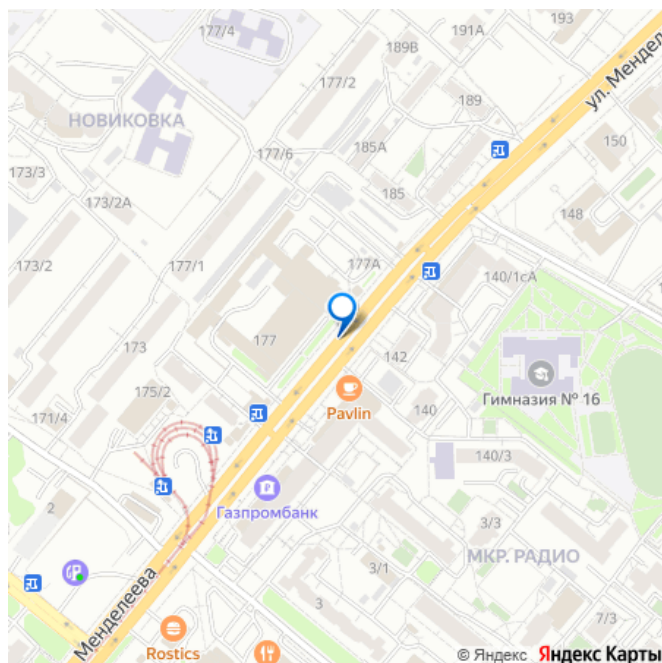 193
191А
177/4
189В
ул. Мендел
177/2
189
150
НОВИКОВКА
185А
177/6
173/3
185
173/2А
148
173/2
177/1
177А
140/1сА
177
173
142
Гимназия № 16
175/2
Pavlin
140
171/4
140/3
2
Газпромбанк
3/3
МКР. РАДИО
3/1
Менделеева
3
7/3
Rostics
© Яндекс Яндекс Карты